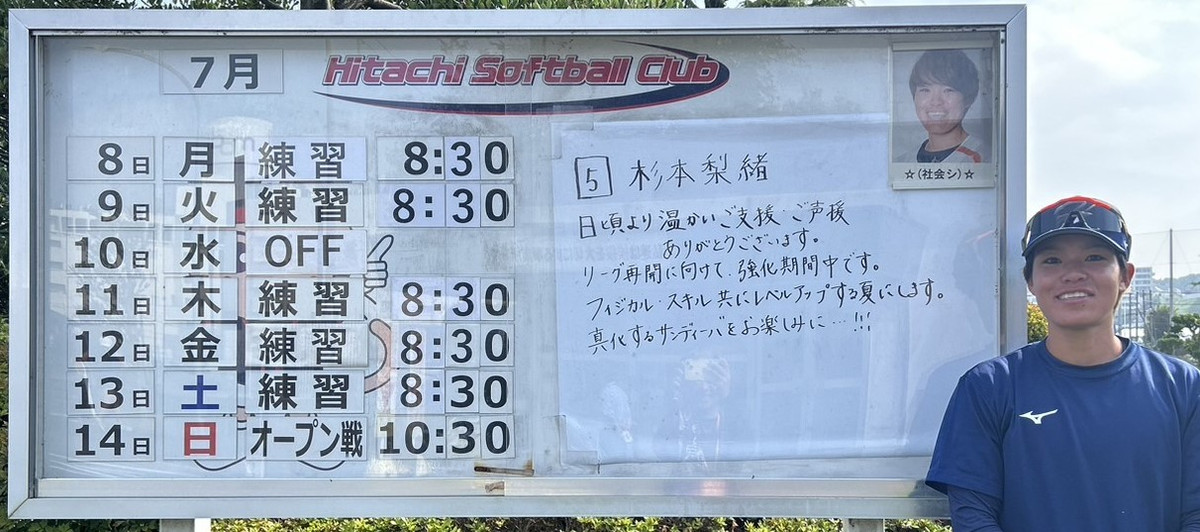 7月
Hitachi Softball Club
8日 月 練習 8:30
9日 火 練習 8:30
10日 水 OFF
11日 木 練習 8:30
12日 金 練習 8:30
13日 土 練習 8:30
14日 日 オープン戦 10:30
5 杉本梨緒
日頃より温かいご支援・ご声援
ありがとうございます。
リーグ再開に向けて、強化期間中です。
フィジカル・スキル共にレベルアップする夏にします。
真化するサンディーバをお楽しみに…!!!
☆(社会シ)☆